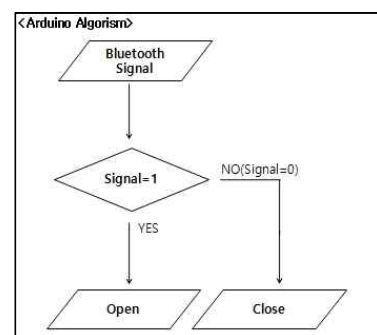 <Arduino Algorism>
Bluetooth
Signal
Signal=1
NO(Signal=0)
YES
Open
Close